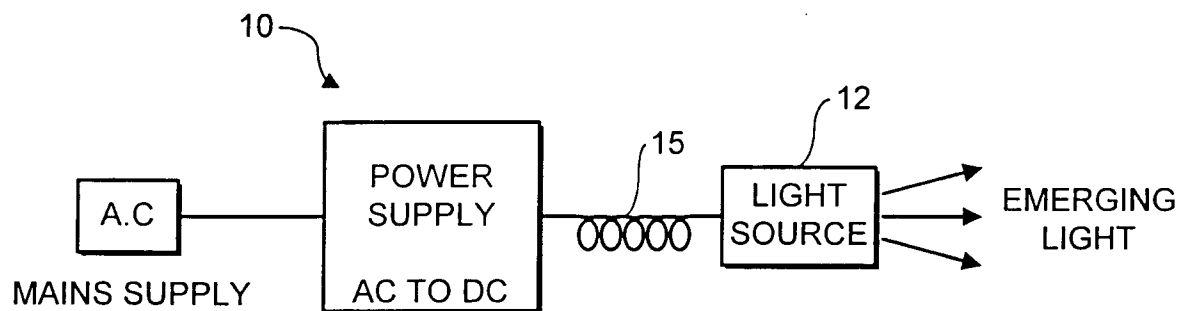 10
12
15
A.C
MAINS SUPPLY
POWER
SUPPLY
AC TO DC
LIGHT
SOURCE
EMERGING
LIGHT